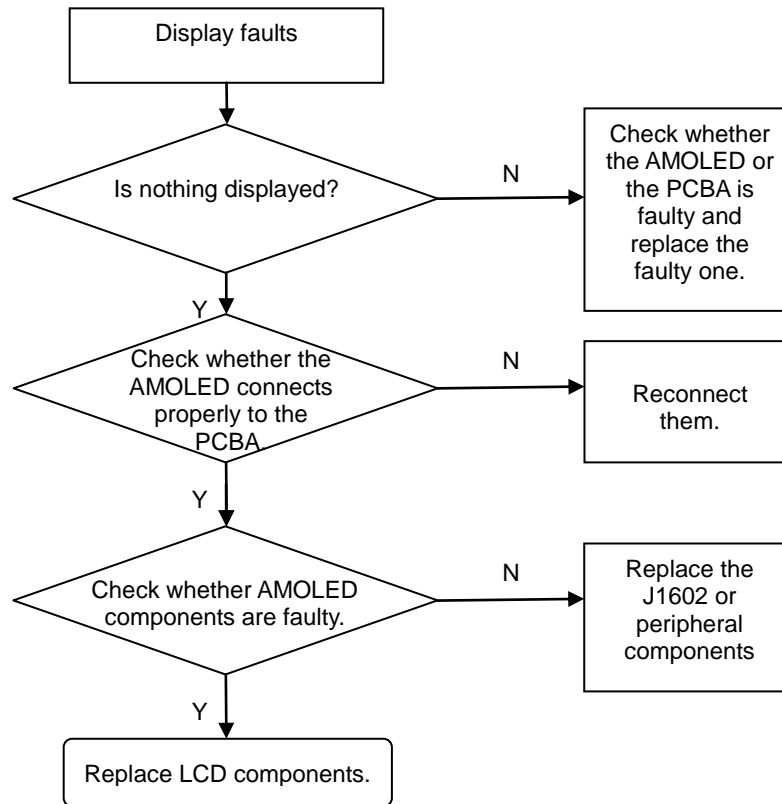 Display faults
Is nothing displayed?
N
Check whether
the AMOLED or
the PCBA is
faulty and
replace the
faulty one.
Y
Check whether the
AMOLED connects
properly to the
PCBA.
N
Reconnect
them.
Y
Check whether AMOLED
components are faulty.
N
Replace the
J1602 or
peripheral
components
Y
Replace LCD components.